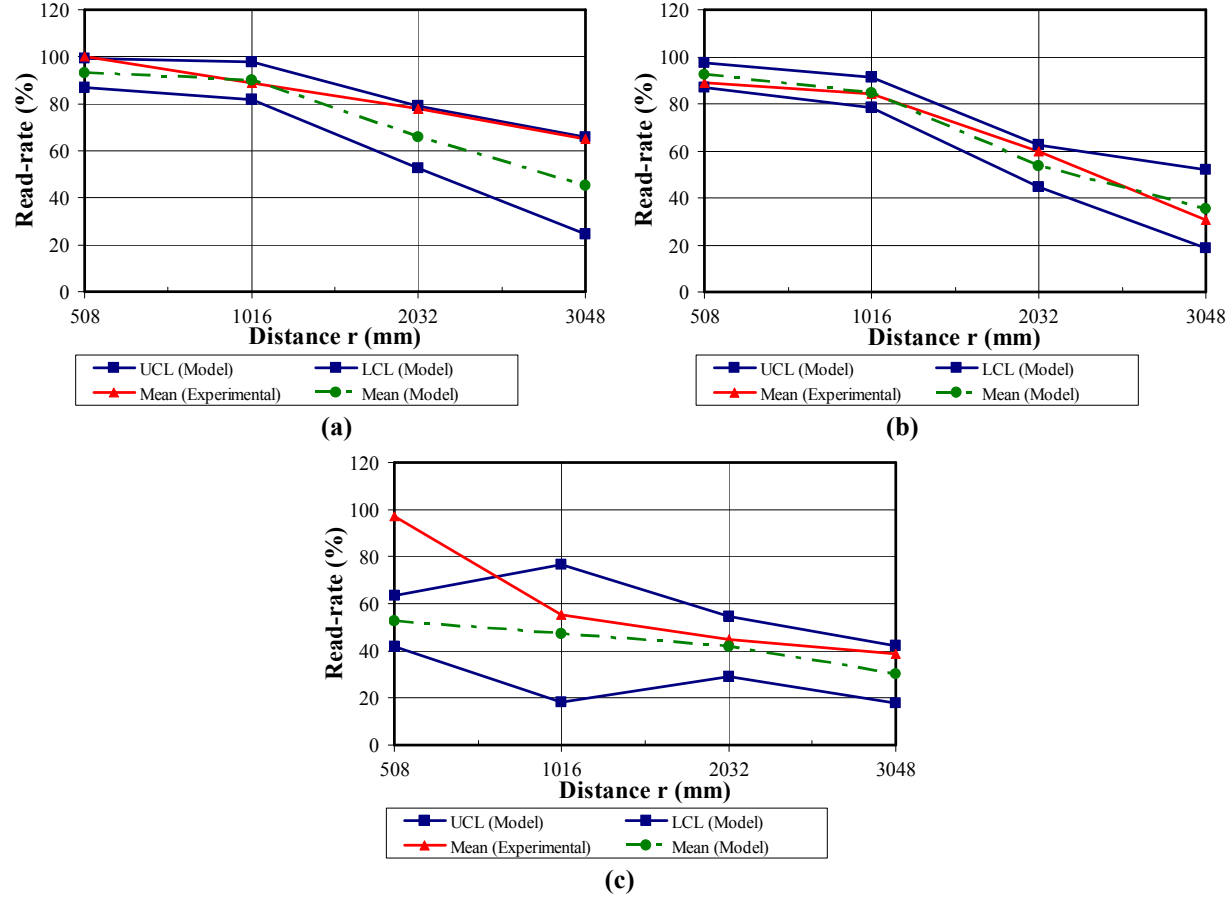 120
100
80
60
40
20
0
Read-rate (%)
508 1016 2032 3048
Distance r (mm)
UCL (Model) LCL (Model)
Mean (Experimental) Mean (Model)
(a)
120
100
80
60
40
20
0
Read-rate (%)
508 1016 2032 3048
Distance r (mm)
UCL (Model) LCL (Model)
Mean (Experimental) Mean (Model)
(b)
120
100
80
60
40
20
0
Read-rate (%)
508 1016 2032 3048
Distance r (mm)
UCL (Model) LCL (Model)
Mean (Experimental) Mean (Model)
(c)